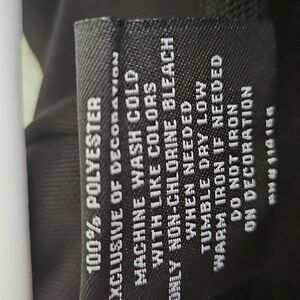 100% POLYESTER
EXCLUSIVE OF DECORATION
MACHINE WASH COLD
WITH LIKE COLORS
ONLY NON-CHLORINE BLEACH
WHEN NEEDED
TUMBLE DRY LOW
WARM IRON IF NEEDED
DO NOT IRON
ON DECORATION